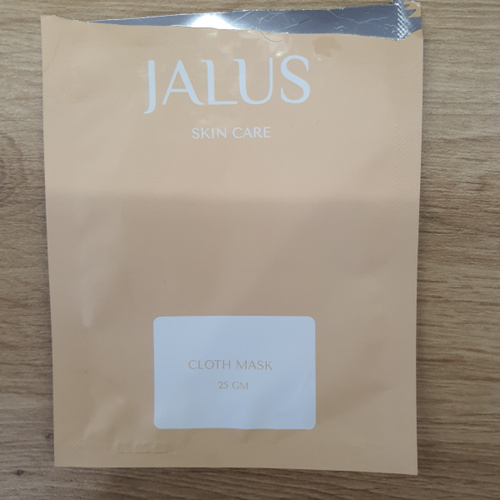 JALUS
SKIN CARE
CLOTH MASK
25 GM